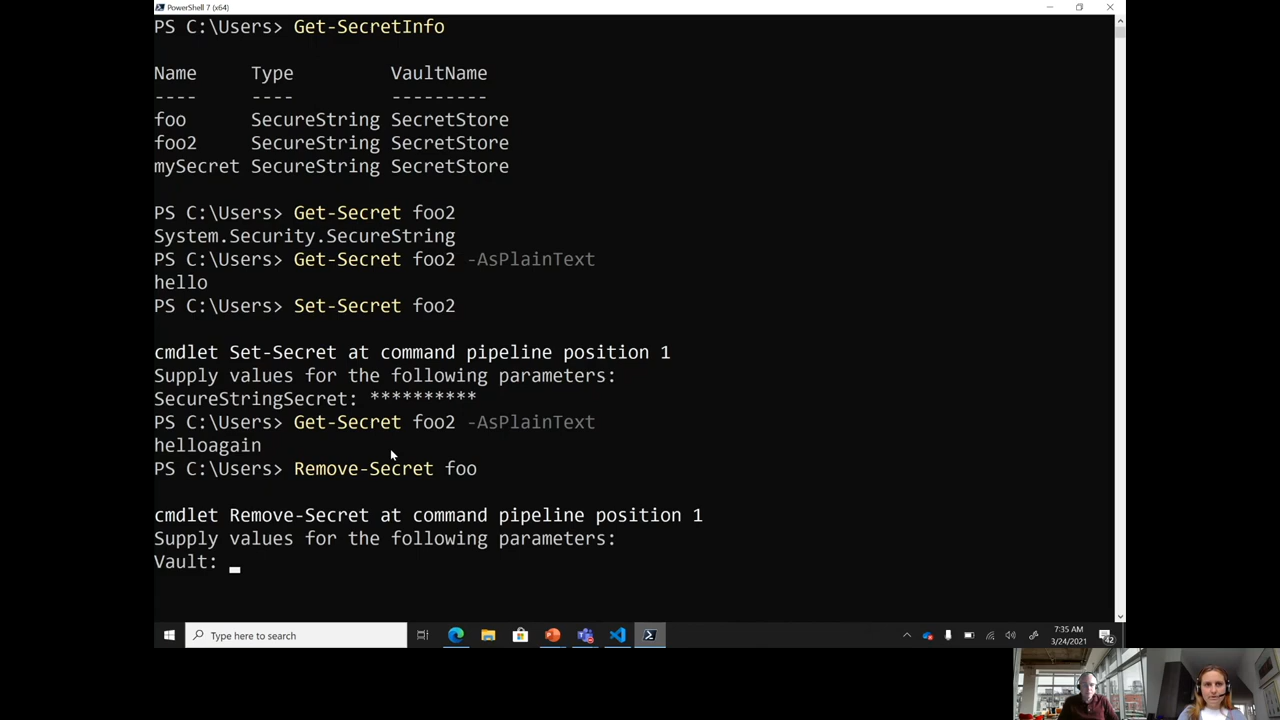 PowerShell 7 (x64)
PS C:\Users> Get-SecretInfo
Name Type VaultName
---- ---- ---------
foo SecureString SecretStore
foo2 SecureString SecretStore
mySecret SecureString SecretStore
PS C:\Users> Get-Secret foo2
System.Security.SecureString
PS C:\Users> Get-Secret foo2 -AsPlainText
hello
PS C:\Users> Set-Secret foo2
cmdlet Set-Secret at command pipeline position 1
Supply values for the following parameters:
SecureStringSecret: **********
PS C:\Users> Get-Secret foo2 -AsPlainText
helloagain
PS C:\Users> Remove-Secret foo
cmdlet Remove-Secret at command pipeline position 1
Supply values for the following parameters:
Vault:
Type here to search
7:35 AM
3/24/2021
42